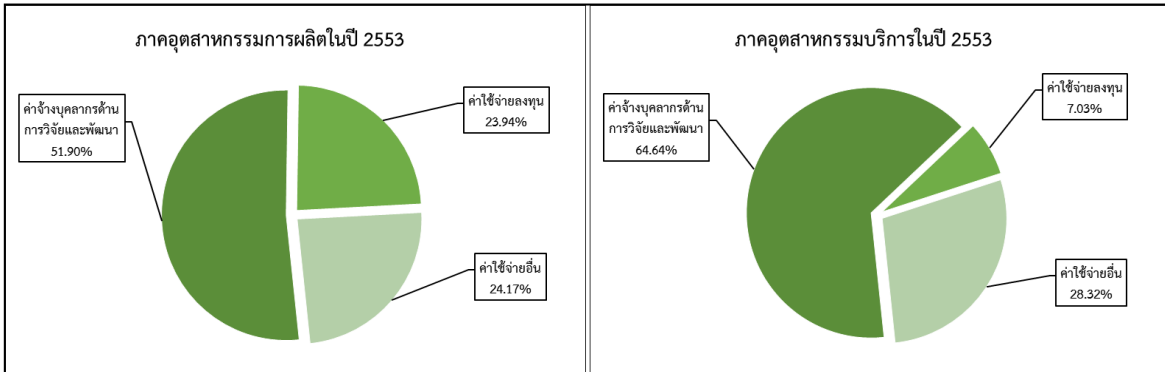 ภาคอุตสาหกรรมการผลิตในปี 2553
ค่าจ้างบุคลากรด้าน
การวิจัยและพัฒนา
51.90%
ค่าใช้จ่ายลงทุน
23.94%
ค่าใช้จ่ายอื่น
24.17%
ภาคอุตสาหกรรมบริการในปี 2553
ค่าจ้างบุคลากรด้าน
การวิจัยและพัฒนา
64.64%
ค่าใช้จ่ายลงทุน
7.03%
ค่าใช้จ่ายอื่น
28.32%